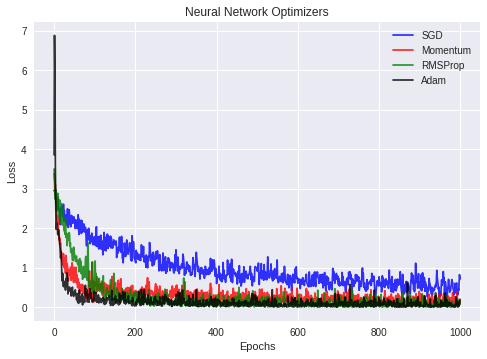 Neural Network Optimizers
SGD
Momentum
RMSProp
Adam
7
6
5
4
3
2
1
0
Loss
0 200 400 600 800 1000
Epochs